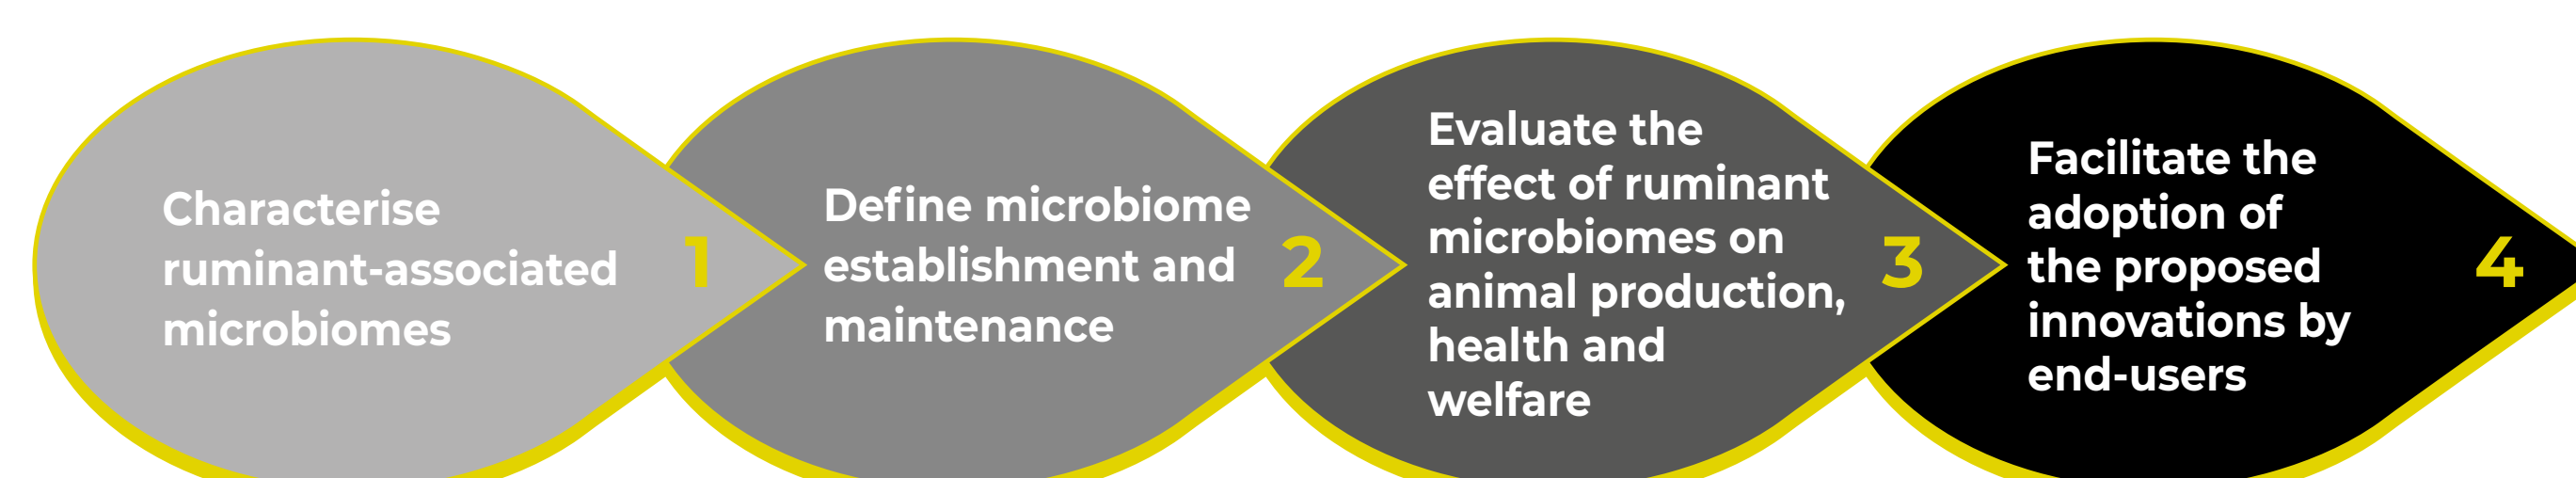 Characterise
ruminant-associated
microbiomes
1
Define microbiome
establishment and
maintenance
2
Evaluate the
effect of ruminant
microbiomes on
animal production,
health and
welfare
3
Facilitate the
adoption of
the proposed
innovations by
end-users
4